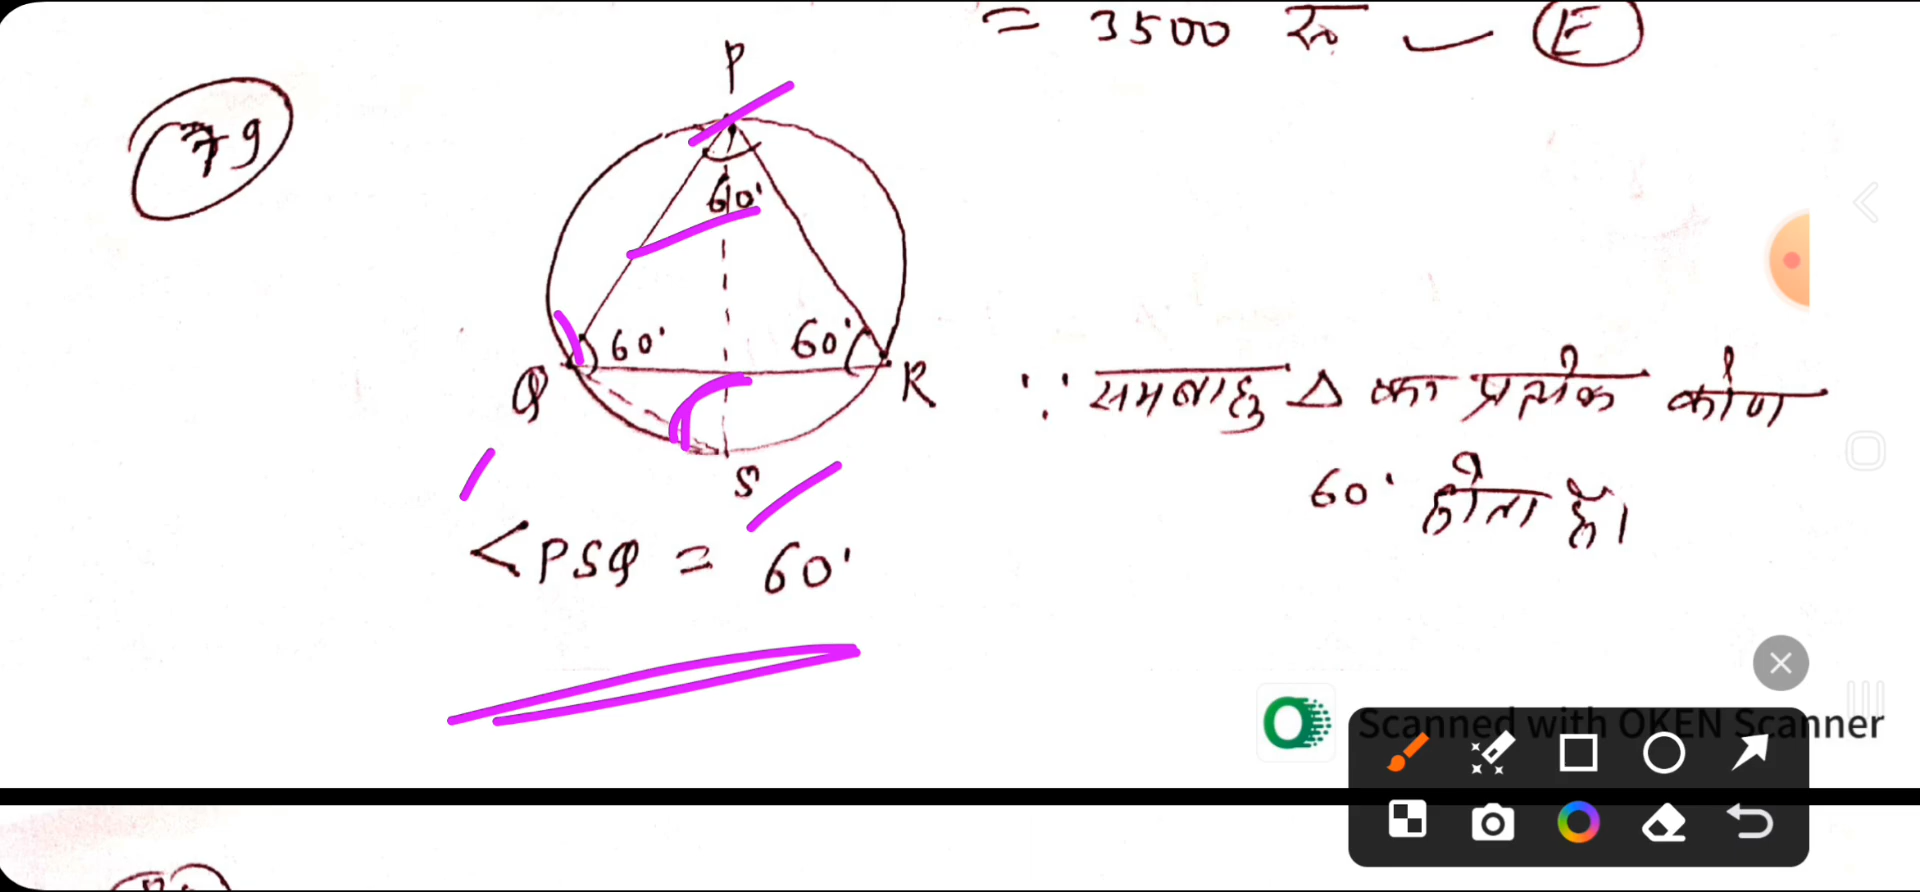 = 3500 रू ✓ (E)
79
P
60°
60° 60°
Q R
S
∵ समबाहु Δ का प्रत्येक कोण
60° होता है।
<PSQ = 60°
Scanned with OKEN Scanner